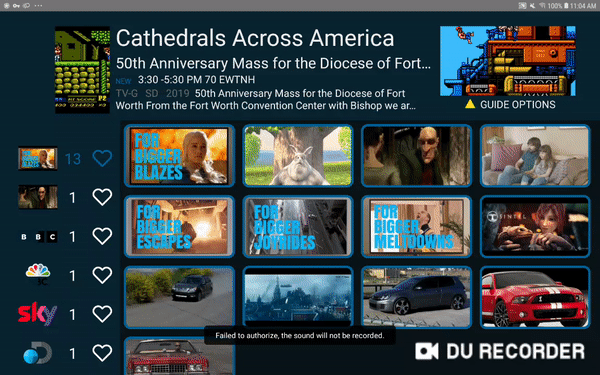 100% 11:04 AM
Cathedrals Across America
50th Anniversary Mass for the Diocese of Fort...
NEW 3:30 -5:30 PM 70 EWTNH
TV-G SD 2019 50th Anniversary Mass for the Diocese of Fort
Worth From the Fort Worth Convention Center with Bishop we ar...
GUIDE OPTIONS
13
FOR
BIGGER
BLAZES
1
BBC 1
FOR
BIGGER
ESCAPES
FOR
BIGGER
JOYRIDES
FOR
BIGGER
MELTDOWNS
SINTEL
1
sky 1
1
Failed to authorize, the sound will not be recorded.
DU RECORDER